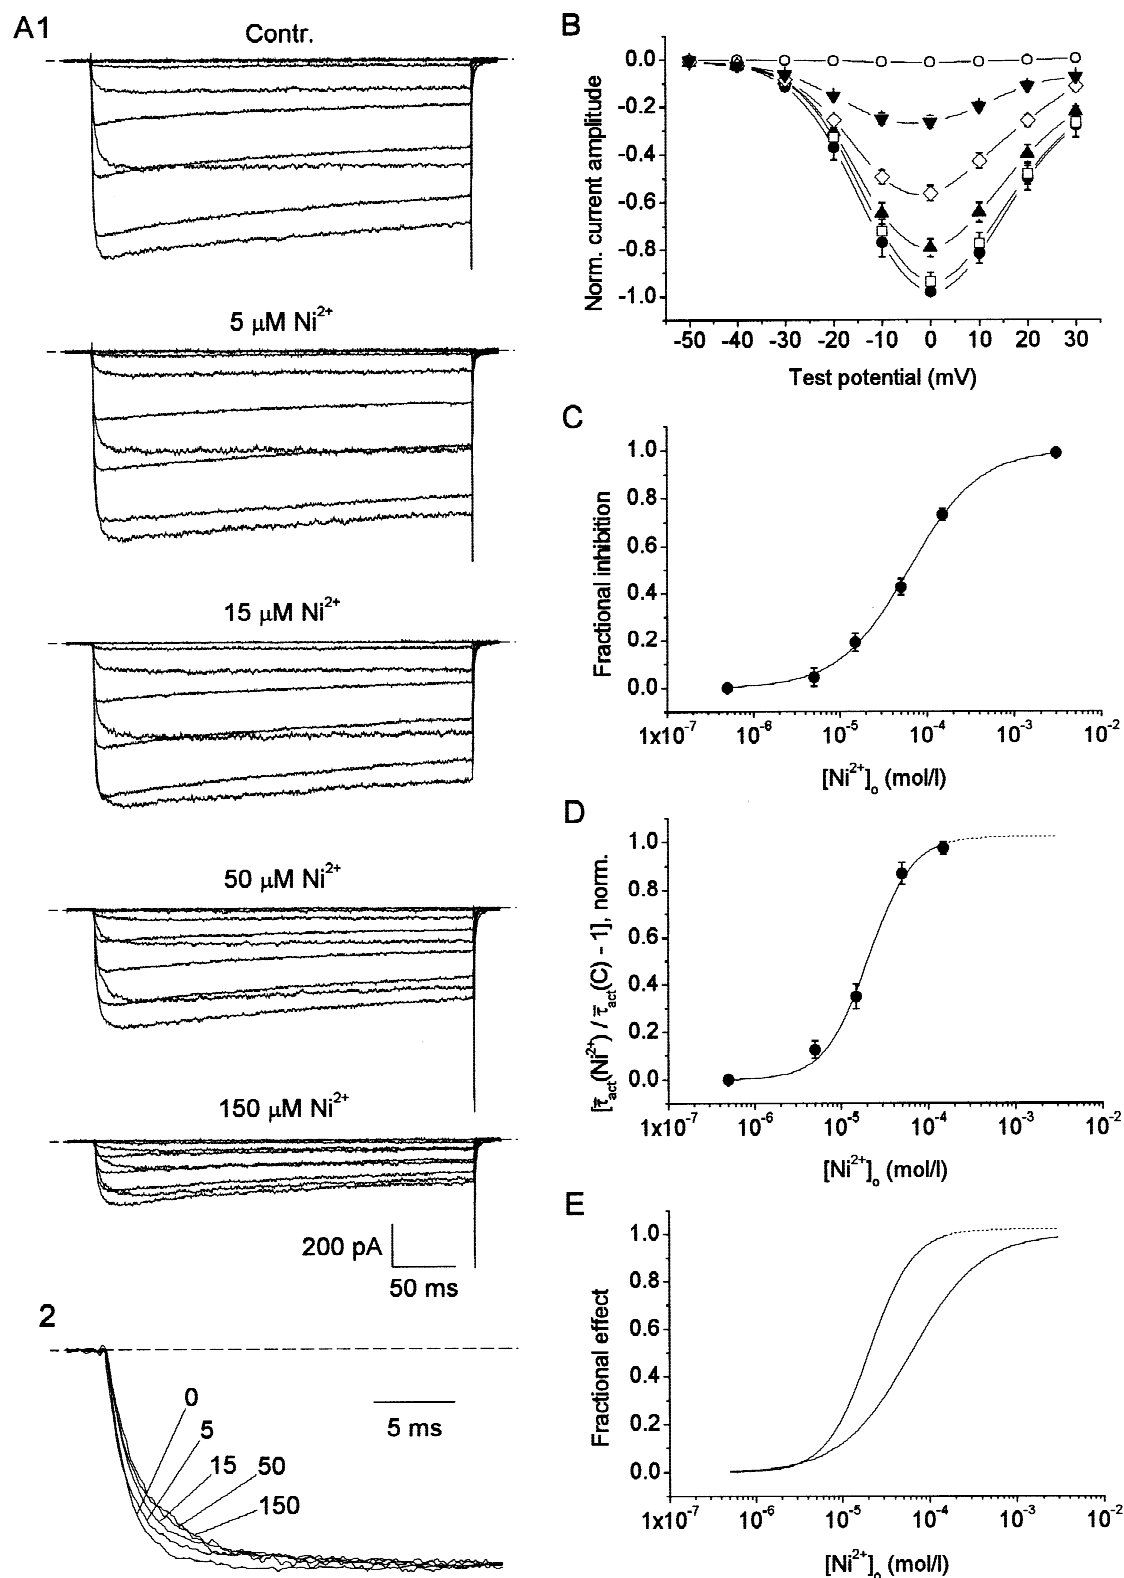 A1
Contr.
5 μM Ni²⁺
15 μM Ni²⁺
50 μM Ni²⁺
150 μM Ni²⁺
200 pA
50 ms
2
0
5
15
50
150
5 ms
B
0.0
-0.2
-0.4
-0.6
-0.8
-1.0
Norm. current amplitude
-50 -40 -30 -20 -10 0 10 20 30
Test potential (mV)
C
1.0
0.8
0.6
0.4
0.2
0.0
Fractional inhibition
1x10⁻⁷ 10⁻⁶ 10⁻⁵ 10⁻⁴ 10⁻³ 10⁻²
[Ni²⁺]ₒ (mol/l)
D
1.0
0.8
0.6
0.4
0.2
0.0
[τ̄act(Ni²⁺) / τ̄act(C) - 1], norm.
1x10⁻⁷ 10⁻⁶ 10⁻⁵ 10⁻⁴ 10⁻³ 10⁻²
[Ni²⁺]ₒ (mol/l)
E
1.0
0.8
0.6
0.4
0.2
0.0
Fractional effect
1x10⁻⁷ 10⁻⁶ 10⁻⁵ 10⁻⁴ 10⁻³ 10⁻²
[Ni²⁺]ₒ (mol/l)